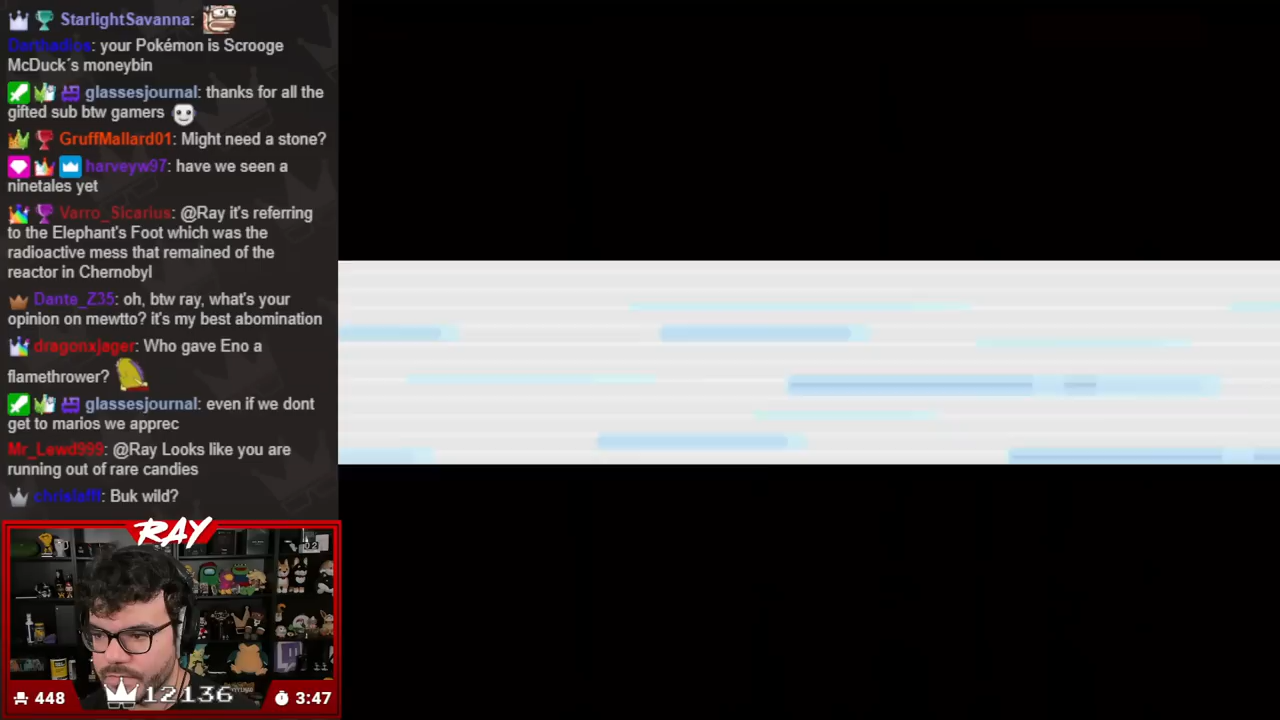 StarlightSavanna:
Darthadioa: your Pokémon is Scrooge
McDuck´s moneybin
glassesjournal: thanks for all the
gifted sub btw gamers
GruffMallard01: Might need a stone?
harveyw97: have we seen a
ninetales yet
Varro_Sicarius: @Ray it's referring
to the Elephant's Foot which was the
radioactive mess that remained of the
reactor in Chernobyl
Dante_Z35: oh, btw ray, what's your
opinion on mewtto? it's my best abomination
dragonxjager: Who gave Eno a
flamethrower?
glassesjournal: even if we dont
get to marios we apprec
Mr_Lewd999: @Ray Looks like you are
running out of rare candies
Buk wild?
RAY
448
12136
3:47